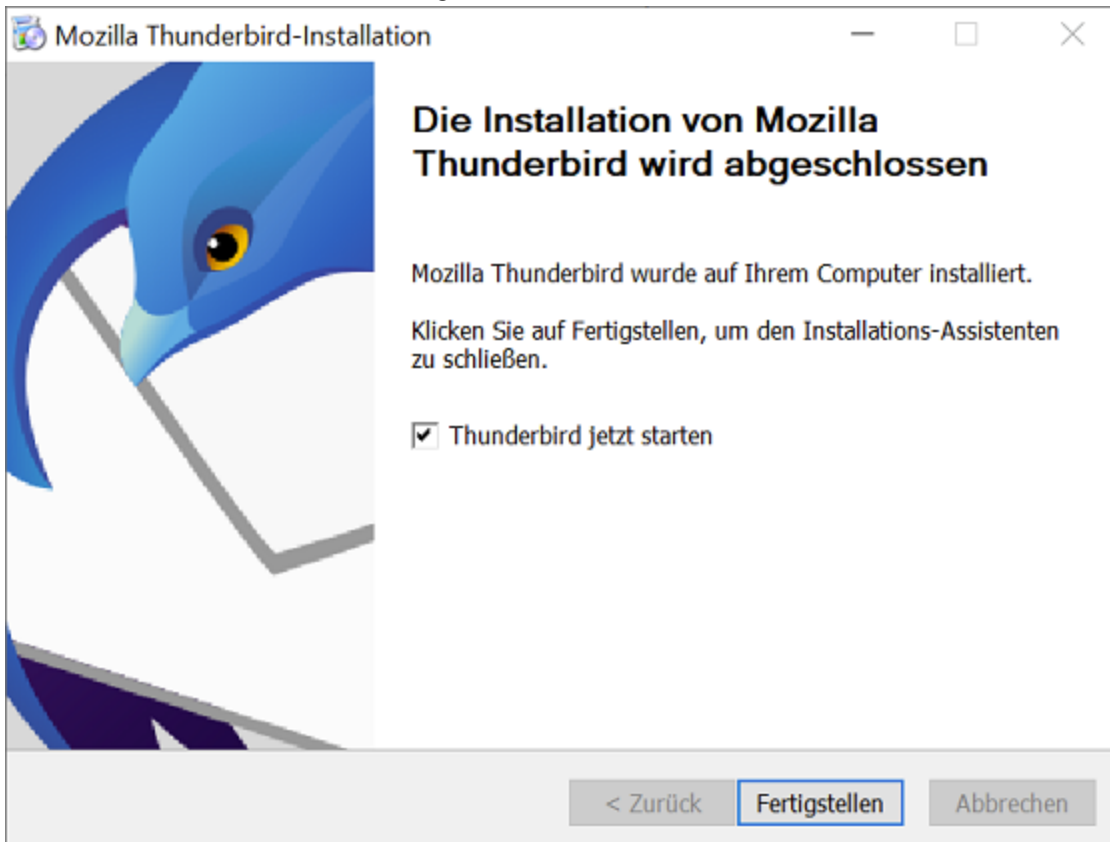 Mozilla Thunderbird-Installation
Die Installation von Mozilla
Thunderbird wird abgeschlossen
Mozilla Thunderbird wurde auf Ihrem Computer installiert.
Klicken Sie auf Fertigstellen, um den Installations-Assistenten
zu schließen.
Thunderbird jetzt starten
< Zurück Fertigstellen Abbrechen